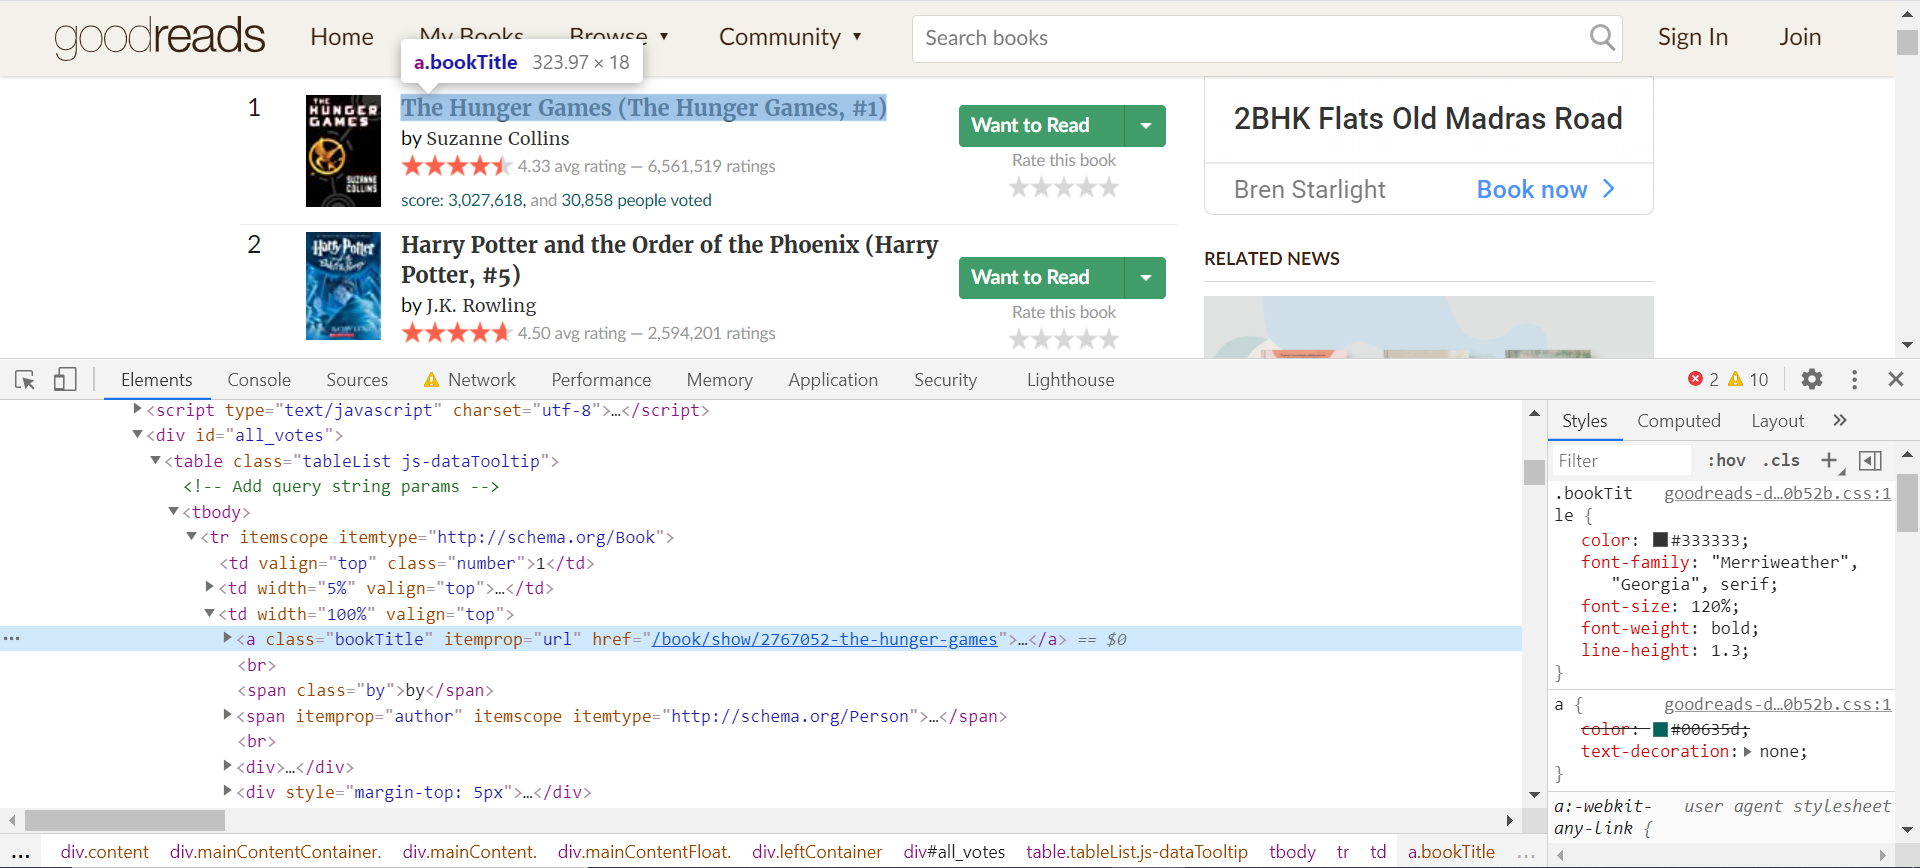 goodreads Home My Books Browse ▾ Community ▾ Search books Sign In Join
a.bookTitle 323.97 × 18
1
THE HUNGER GAMES
SUZANNE COLLINS
The Hunger Games (The Hunger Games, #1)
by Suzanne Collins
4.33 avg rating — 6,561,519 ratings
score: 3,027,618, and 30,858 people voted
Want to Read
Rate this book
2
Harry Potter
Harry Potter and the Order of the Phoenix (Harry
Potter, #5)
by J.K. Rowling
4.50 avg rating — 2,594,201 ratings
Want to Read
Rate this book
2BHK Flats Old Madras Road
Bren Starlight Book now
RELATED NEWS
Elements Console Sources Network Performance Memory Application Security Lighthouse 2 10
<script type="text/javascript" charset="utf-8">…</script>
<div id="all_votes">
<table class="tableList js-dataTooltip">
<!-- Add query string params -->
<tbody>
<tr itemscope itemtype="http://schema.org/Book">
<td valign="top" class="number">1</td>
<td width="5%" valign="top">…</td>
<td width="100%" valign="top">
… <a class="bookTitle" itemprop="url" href="/book/show/2767052-the-hunger-games">…</a> == $0
<br>
<span class="by">by</span>
<span itemprop="author" itemscope itemtype="http://schema.org/Person">…</span>
<br>
<div>…</div>
<div style="margin-top: 5px">…</div>
… div.content div.mainContentContainer. div.mainContent. div.mainContentFloat. div.leftContainer div#all_votes table.tableList.js-dataTooltip tbody tr td a.bookTitle …
Styles Computed Layout »
Filter :hov .cls +
.bookTit goodreads-d…0b52b.css:1
le {
color: #333333;
font-family: "Merriweather",
"Georgia", serif;
font-size: 120%;
font-weight: bold;
line-height: 1.3;
}
a { goodreads-d…0b52b.css:1
color: #00635d;
text-decoration: none;
}
a:-webkit- user agent stylesheet
any-link {